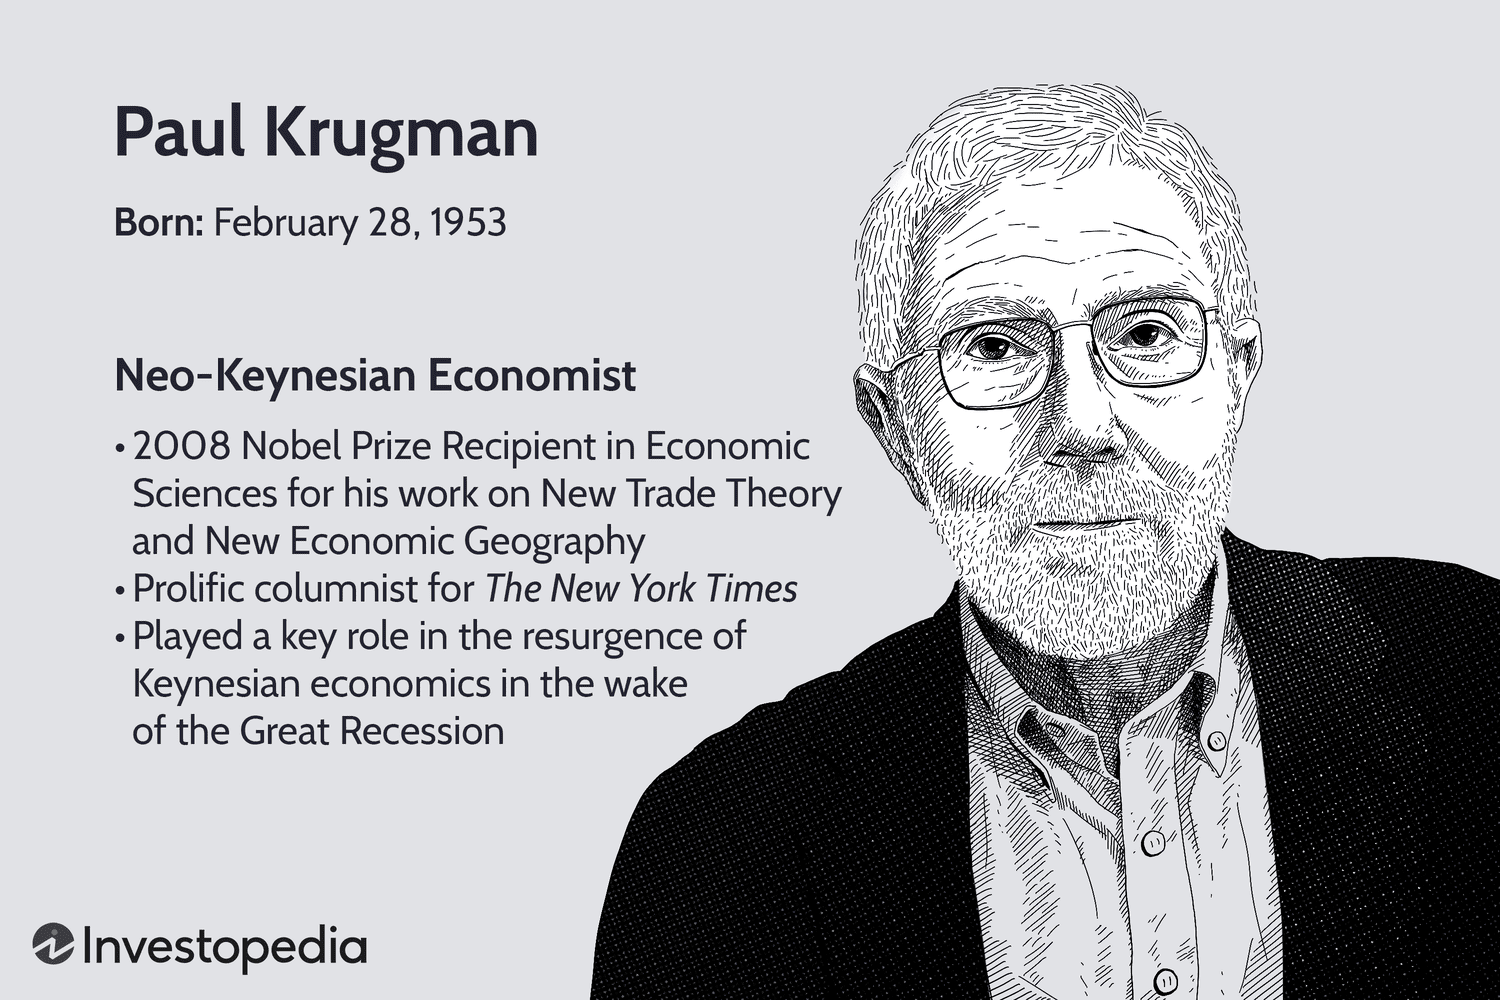 Paul Krugman
Born: February 28, 1953
Neo-Keynesian Economist
• 2008 Nobel Prize Recipient in Economic
Sciences for his work on New Trade Theory
and New Economic Geography
• Prolific columnist for The New York Times
• Played a key role in the resurgence of
Keynesian economics in the wake
of the Great Recession
Investopedia